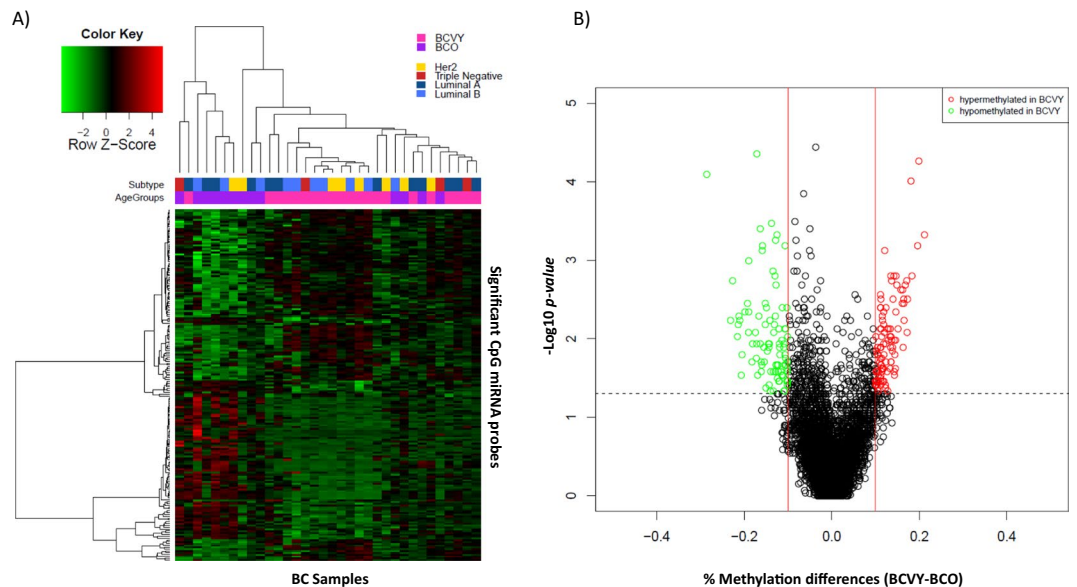 A)
Color Key
−2 0 2 4
Row Z−Score
BCVY
BCO
Her2
Triple Negative
Luminal A
Luminal B
Subtype
AgeGroups
Significant CpG miRNA probes
BC Samples
B)
5
4
3
2
1
0
-Log10 p-value
hypermethylated in BCVY
hypomethylated in BCVY
−0.4 −0.2 0.0 0.2 0.4
% Methylation differences (BCVY-BCO)